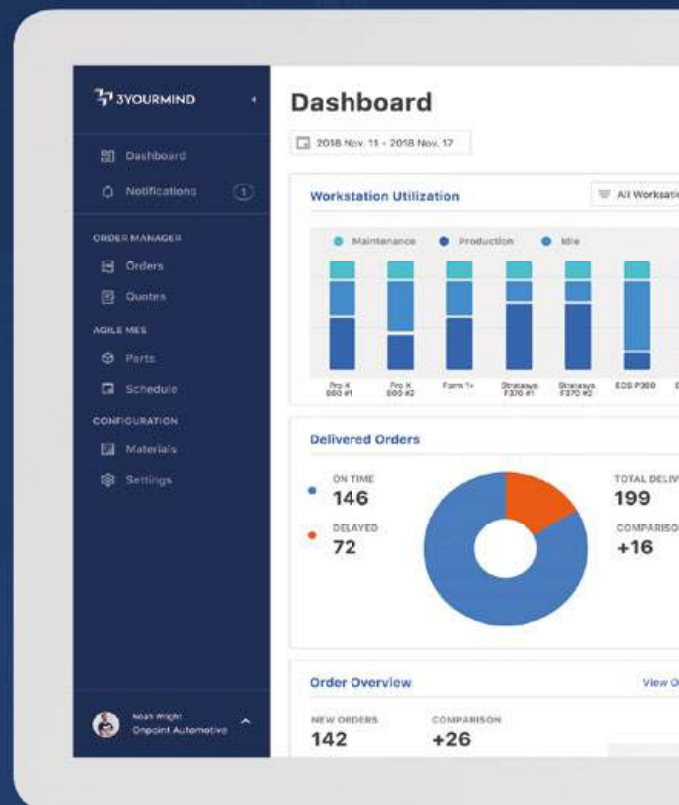 3YOURMIND
Dashboard
Notifications 1
ORDER MANAGER
Orders
Quotes
AGILE MES
Parts
Schedule
CONFIGURATION
Materials
Settings
Noah Wright
Onpoint Automotive
Dashboard
2018 Nov. 11 - 2018 Nov. 17
Workstation Utilization
All Worksatio
Maintenance Production Idle
Pro X
800 #1
Pro X
800 #2
Form 1+
Stratasys
F370 #1
Stratasys
F370 #2
EOS P380
Delivered Orders
ON TIME
146
DELAYED
72
TOTAL DELIV
199
COMPARISON
+16
Order Overview
View O
NEW ORDERS
142
COMPARISON
+26